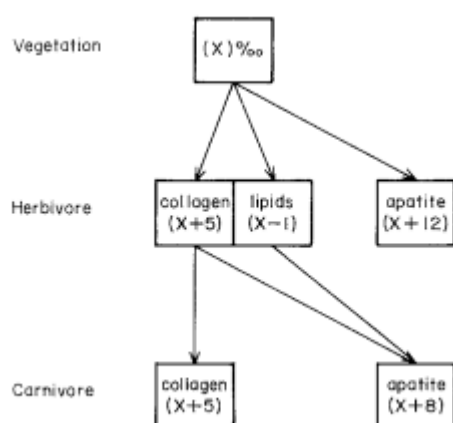 Vegetation
(X)‰
Herbivore
collagen
(X+5)
lipids
(X−1)
apatite
(X+12)
Carnivore
collagen
(X+5)
apatite
(X+8)